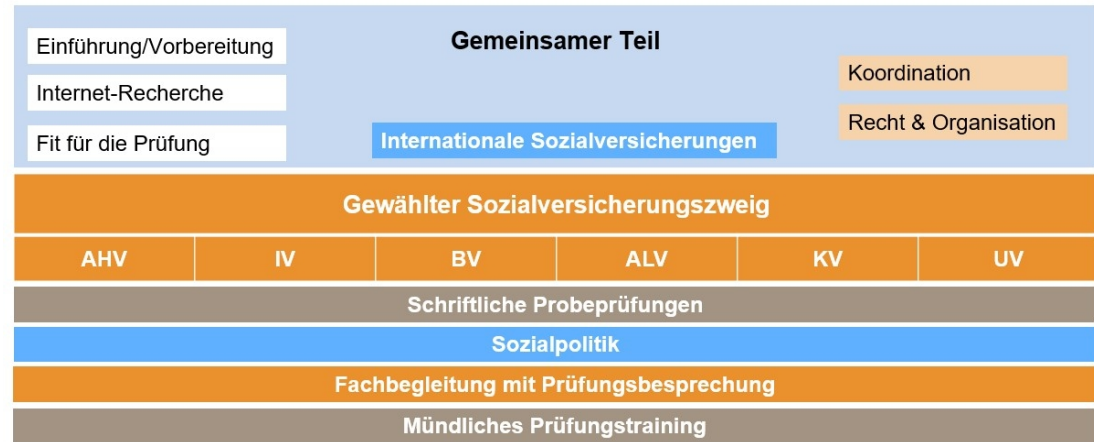 Gemeinsamer Teil
Einführung/Vorbereitung
Internet-Recherche
Fit für die Prüfung
Internationale Sozialversicherungen
Koordination
Recht & Organisation
Gewählter Sozialversicherungszweig
AHV IV BV ALV KV UV
Schriftliche Probeprüfungen
Sozialpolitik
Fachbegleitung mit Prüfungsbesprechung
Mündliches Prüfungstraining